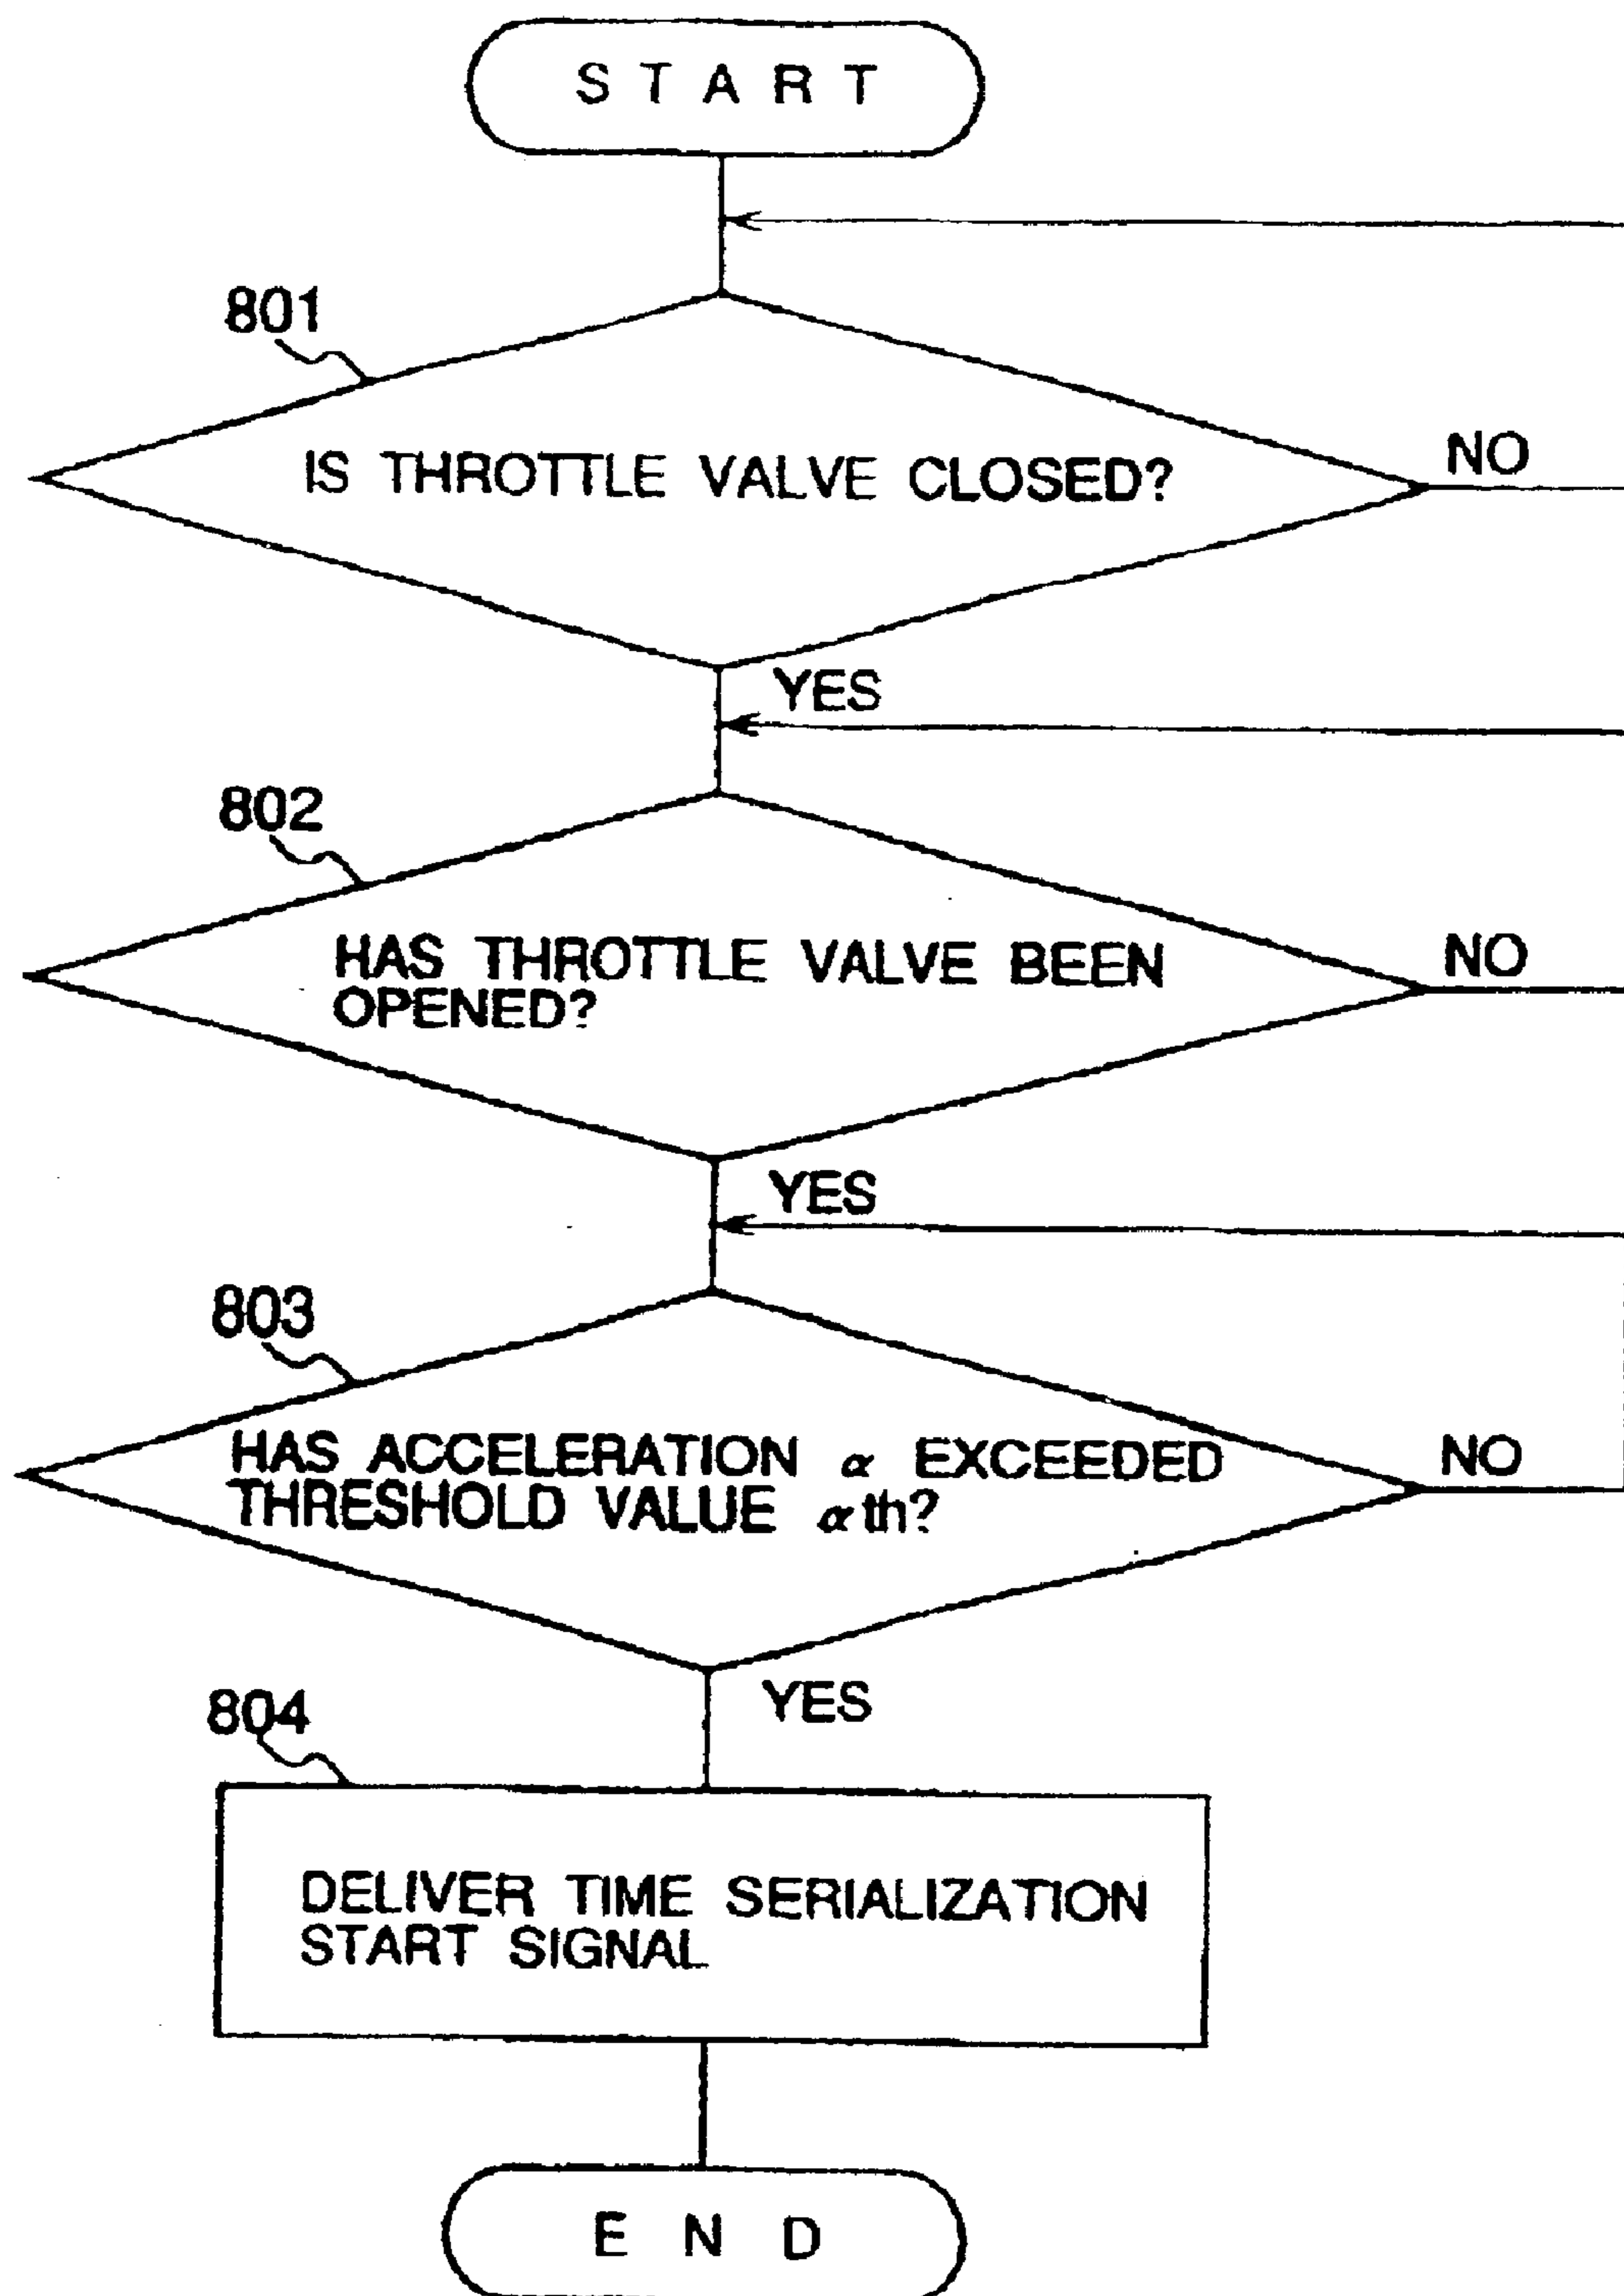 START
801
IS THROTTLE VALVE CLOSED?
NO
YES
802
HAS THROTTLE VALVE BEEN
OPENED?
NO
YES
803
HAS ACCELERATION α EXCEEDED
THRESHOLD VALUE αth?
NO
YES
804
DELIVER TIME SERIALIZATION
START SIGNAL
END